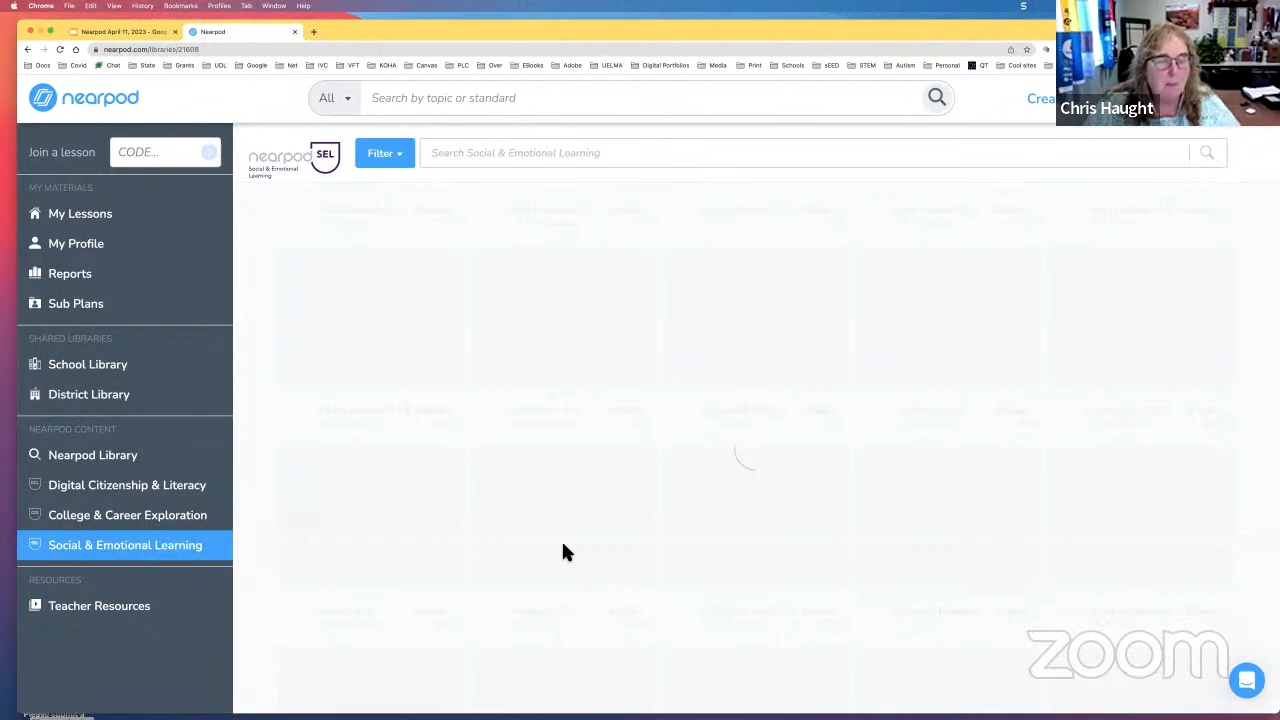 Chrome File Edit View History Bookmarks Profiles Tab Window Help
Nearpod April 11, 2023 - Goog
Nearpod
nearpod.com/libraries/21608
Docs Covid Chat State Grants UDL Google Net IVC VFT KOHA Canvas PLC Over EBooks Adobe UELMA Digital Portfolios Media Print Schools sEED STEM Autism Personal QT Cool sites
nearpod
All
Search by topic or standard
Crea
Chris Haught
Join a lesson
CODE...
nearpod SEL
Social & Emotional
Learning
Filter
Search Social & Emotional Learning
MY MATERIALS
My Lessons
My Profile
Reports
Sub Plans
SHARED LIBRARIES
School Library
District Library
NEARPOD CONTENT
Nearpod Library
Digital Citizenship & Literacy
College & Career Exploration
Social & Emotional Learning
RESOURCES
Teacher Resources
zoom